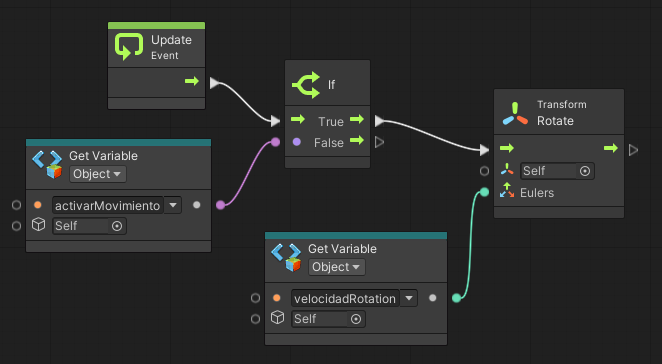 Update
Event
If
True
False
Get Variable
Object
activarMovimiento
Self
Transform
Rotate
Self
Eulers
Get Variable
Object
velocidadRotation
Self